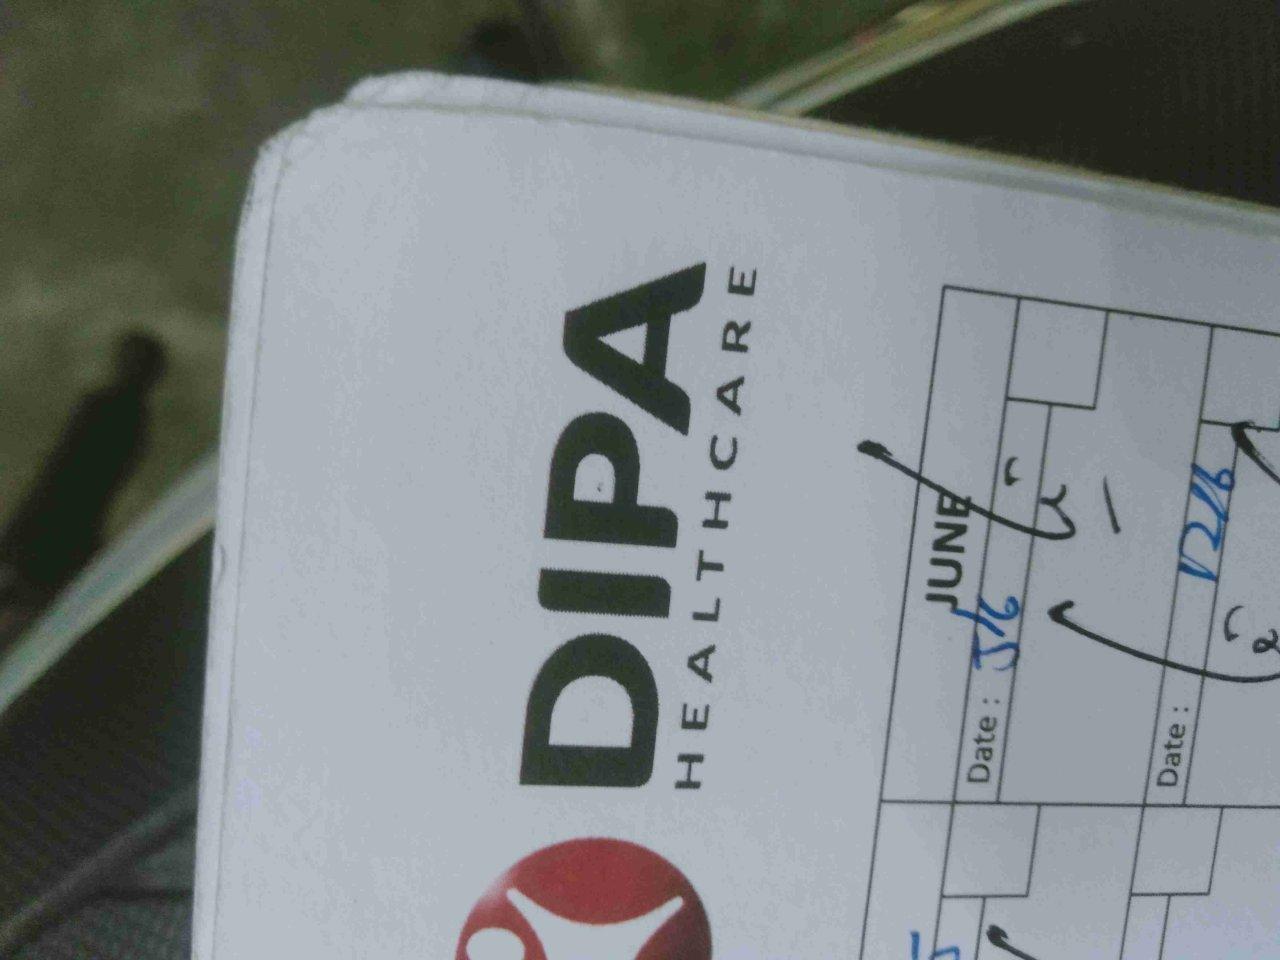 DIPA
HEALTHCARE
JUNE
Date : 5/6
Date : 12/6